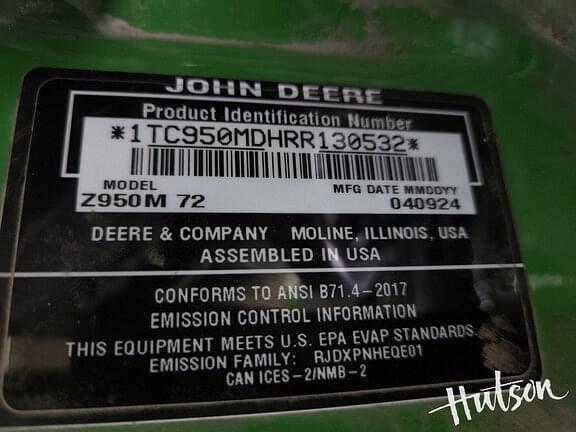 JOHN DEERE
Product Identification Number
*1TC950MDHRR130532*
MODEL MFG DATE MMDDYY
Z950M 72 040924
DEERE & COMPANY MOLINE, ILLINOIS, USA
ASSEMBLED IN USA
CONFORMS TO ANSI B71.4-2017
EMISSION CONTROL INFORMATION
THIS EQUIPMENT MEETS U.S. EPA EVAP STANDARDS.
EMISSION FAMILY: RJDXPNHEQE01
CAN ICES-2/NMB-2
Hutson